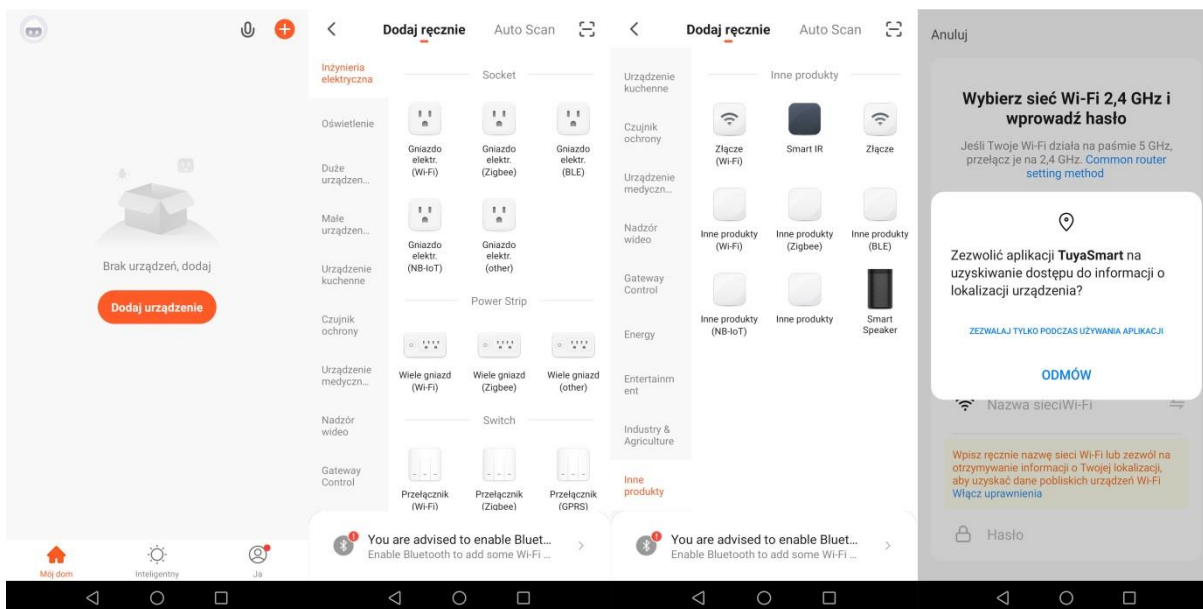 Brak urządzeń, dodaj
Dodaj urządzenie
Mój dom
Inteligentny
Ja
Dodaj ręcznie
Auto Scan
Inżynieria
elektryczna
Oświetlenie
Duże
urządzen...
Małe
urządzen...
Urządzenie
kuchenne
Czujnik
ochrony
Urządzenie
medyczn...
Nadzór
wideo
Gateway
Control
Socket
Gniazdo
elektr.
(Wi-Fi)
Gniazdo
elektr.
(Zigbee)
Gniazdo
elektr.
(BLE)
Gniazdo
elektr.
(NB-IoT)
Gniazdo
elektr.
(other)
Power Strip
Wiele gniazd
(Wi-Fi)
Wiele gniazd
(Zigbee)
Wiele gniazd
(other)
Switch
Przełącznik
(Wi-Fi)
Przełącznik
(Zigbee)
Przełącznik
(GPRS)
You are advised to enable Bluet...
Enable Bluetooth to add some Wi-Fi ...
Dodaj ręcznie
Auto Scan
Urządzenie
kuchenne
Czujnik
ochrony
Urządzenie
medyczn...
Nadzór
wideo
Gateway
Control
Energy
Entertainm
ent
Industry &
Agriculture
Inne
produkty
Inne produkty
Złącze
(Wi-Fi)
Smart IR
Złącze
Inne produkty
(Wi-Fi)
Inne produkty
(Zigbee)
Inne produkty
(BLE)
Inne produkty
(NB-IoT)
Inne produkty
Smart
Speaker
You are advised to enable Bluet...
Enable Bluetooth to add some Wi-Fi ...
Anuluj
Wybierz sieć Wi-Fi 2,4 GHz i
wprowadź hasło
Jeśli Twoje Wi-Fi działa na paśmie 5 GHz,
przełącz je na 2,4 GHz. Common router
setting method
Zezwolić aplikacji TuyaSmart na
uzyskiwanie dostępu do informacji o
lokalizacji urządzenia?
ZEZWALAJ TYLKO PODCZAS UŻYWANIA APLIKACJI
ODMÓW
Nazwa sieciWi-Fi
Wpisz ręcznie nazwę sieci Wi-Fi lub zezwól na
otrzymywanie informacji o Twojej lokalizacji,
aby uzyskać dane pobliskich urządzeń Wi-Fi
Włącz uprawnienia
Hasło